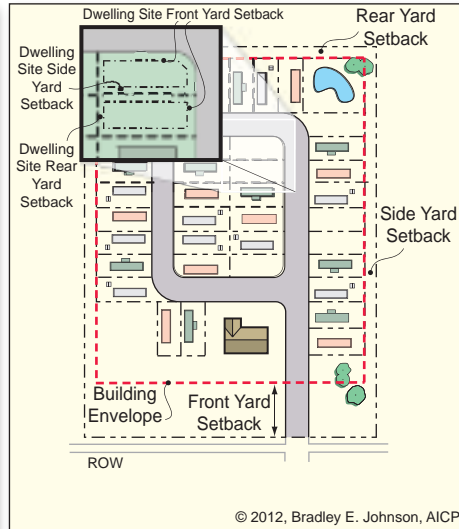 Dwelling Site Front Yard Setback
Dwelling
Site Side
Yard
Setback
Dwelling
Site Rear
Yard
Setback
Rear Yard
Setback
Side Yard
Setback
Building
Envelope
Front Yard
Setback
ROW
© 2012, Bradley E. Johnson, AICP